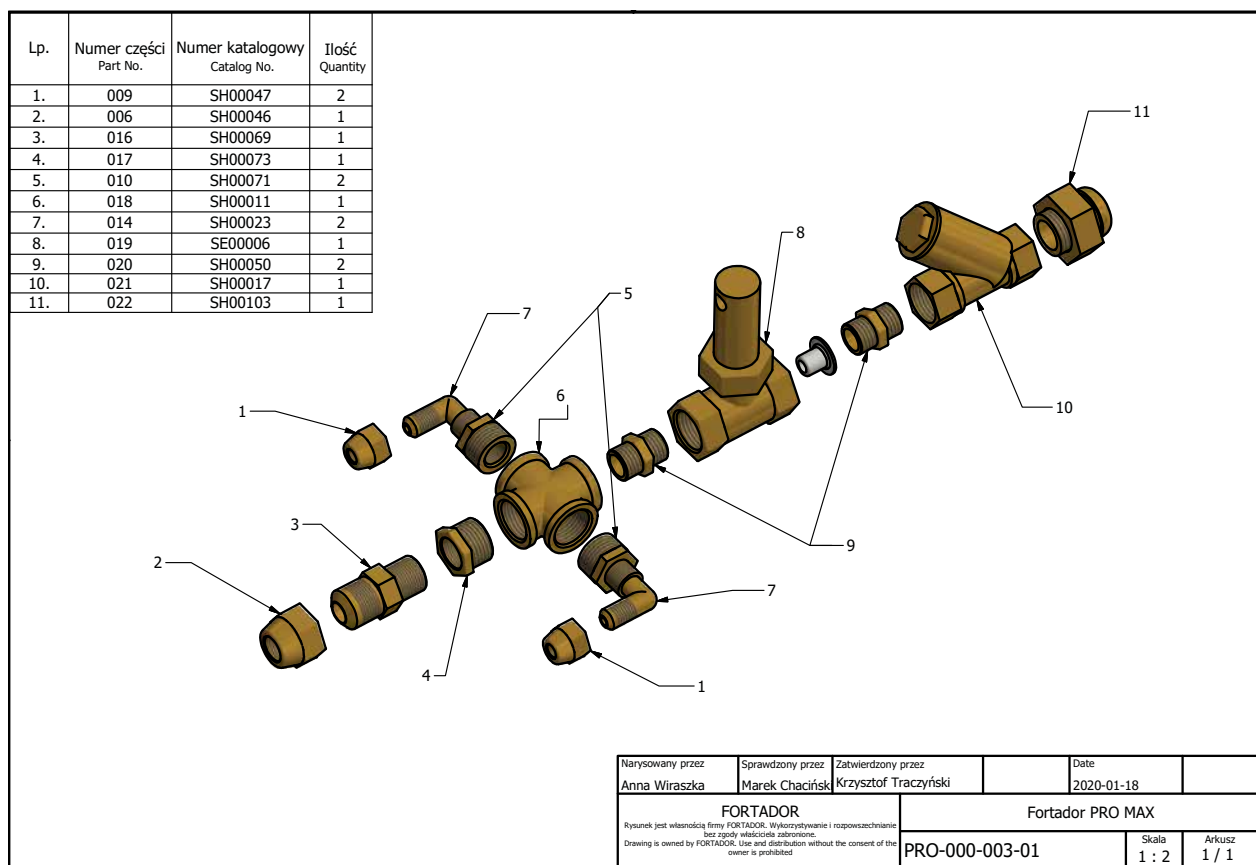 Lp. Numer części Numer katalogowy Ilość
Part No. Catalog No. Quantity
1. 009 SH00047 2
2. 006 SH00046 1
3. 016 SH00069 1
4. 017 SH00073 1
5. 010 SH00071 2
6. 018 SH00011 1
7. 014 SH00023 2
8. 019 SE00006 1
9. 020 SH00050 2
10. 021 SH00017 1
11. 022 SH00103 1
11
8
5
7
6
1
10
3
9
2
7
4
1
Narysowany przez Sprawdzony przez Zatwierdzony przez Date
Anna Wiraszka Marek Chacińsk Krzysztof Traczyński 2020-01-18
FORTADOR
Rysunek jest własnością firmy FORTADOR. Wykorzystywanie i rozpowszechnianie
bez zgody właściciela zabronione.
Drawing is owned by FORTADOR. Use and distribution without the consent of the
owner is prohibited
Fortador PRO MAX
PRO-000-003-01
Skala Arkusz
1 : 2 1 / 1